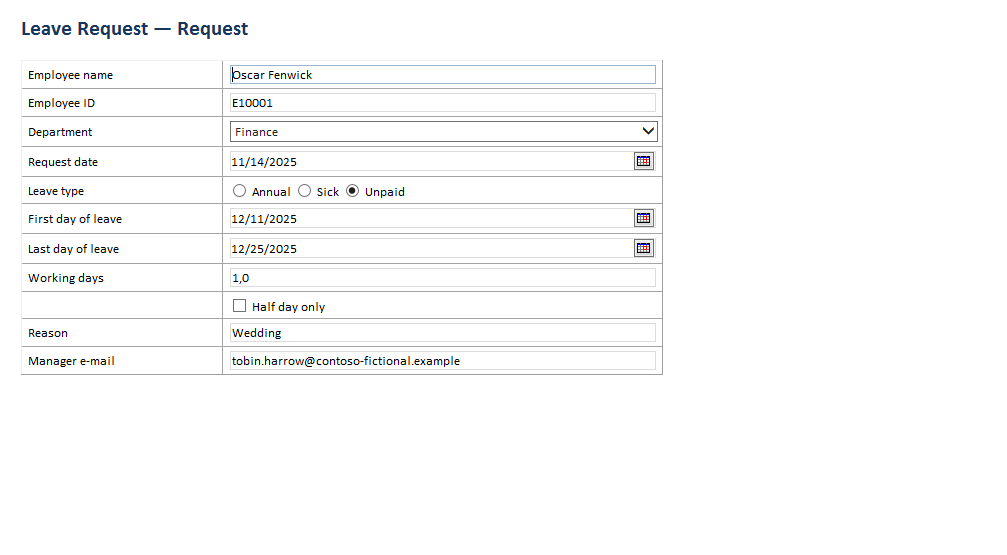 Leave Request — Request
Employee name Oscar Fenwick
Employee ID E10001
Department Finance
Request date 11/14/2025
Leave type Annual Sick Unpaid
First day of leave 12/11/2025
Last day of leave 12/25/2025
Working days 1,0
Half day only
Reason Wedding
Manager e-mail tobin.harrow@contoso-fictional.example